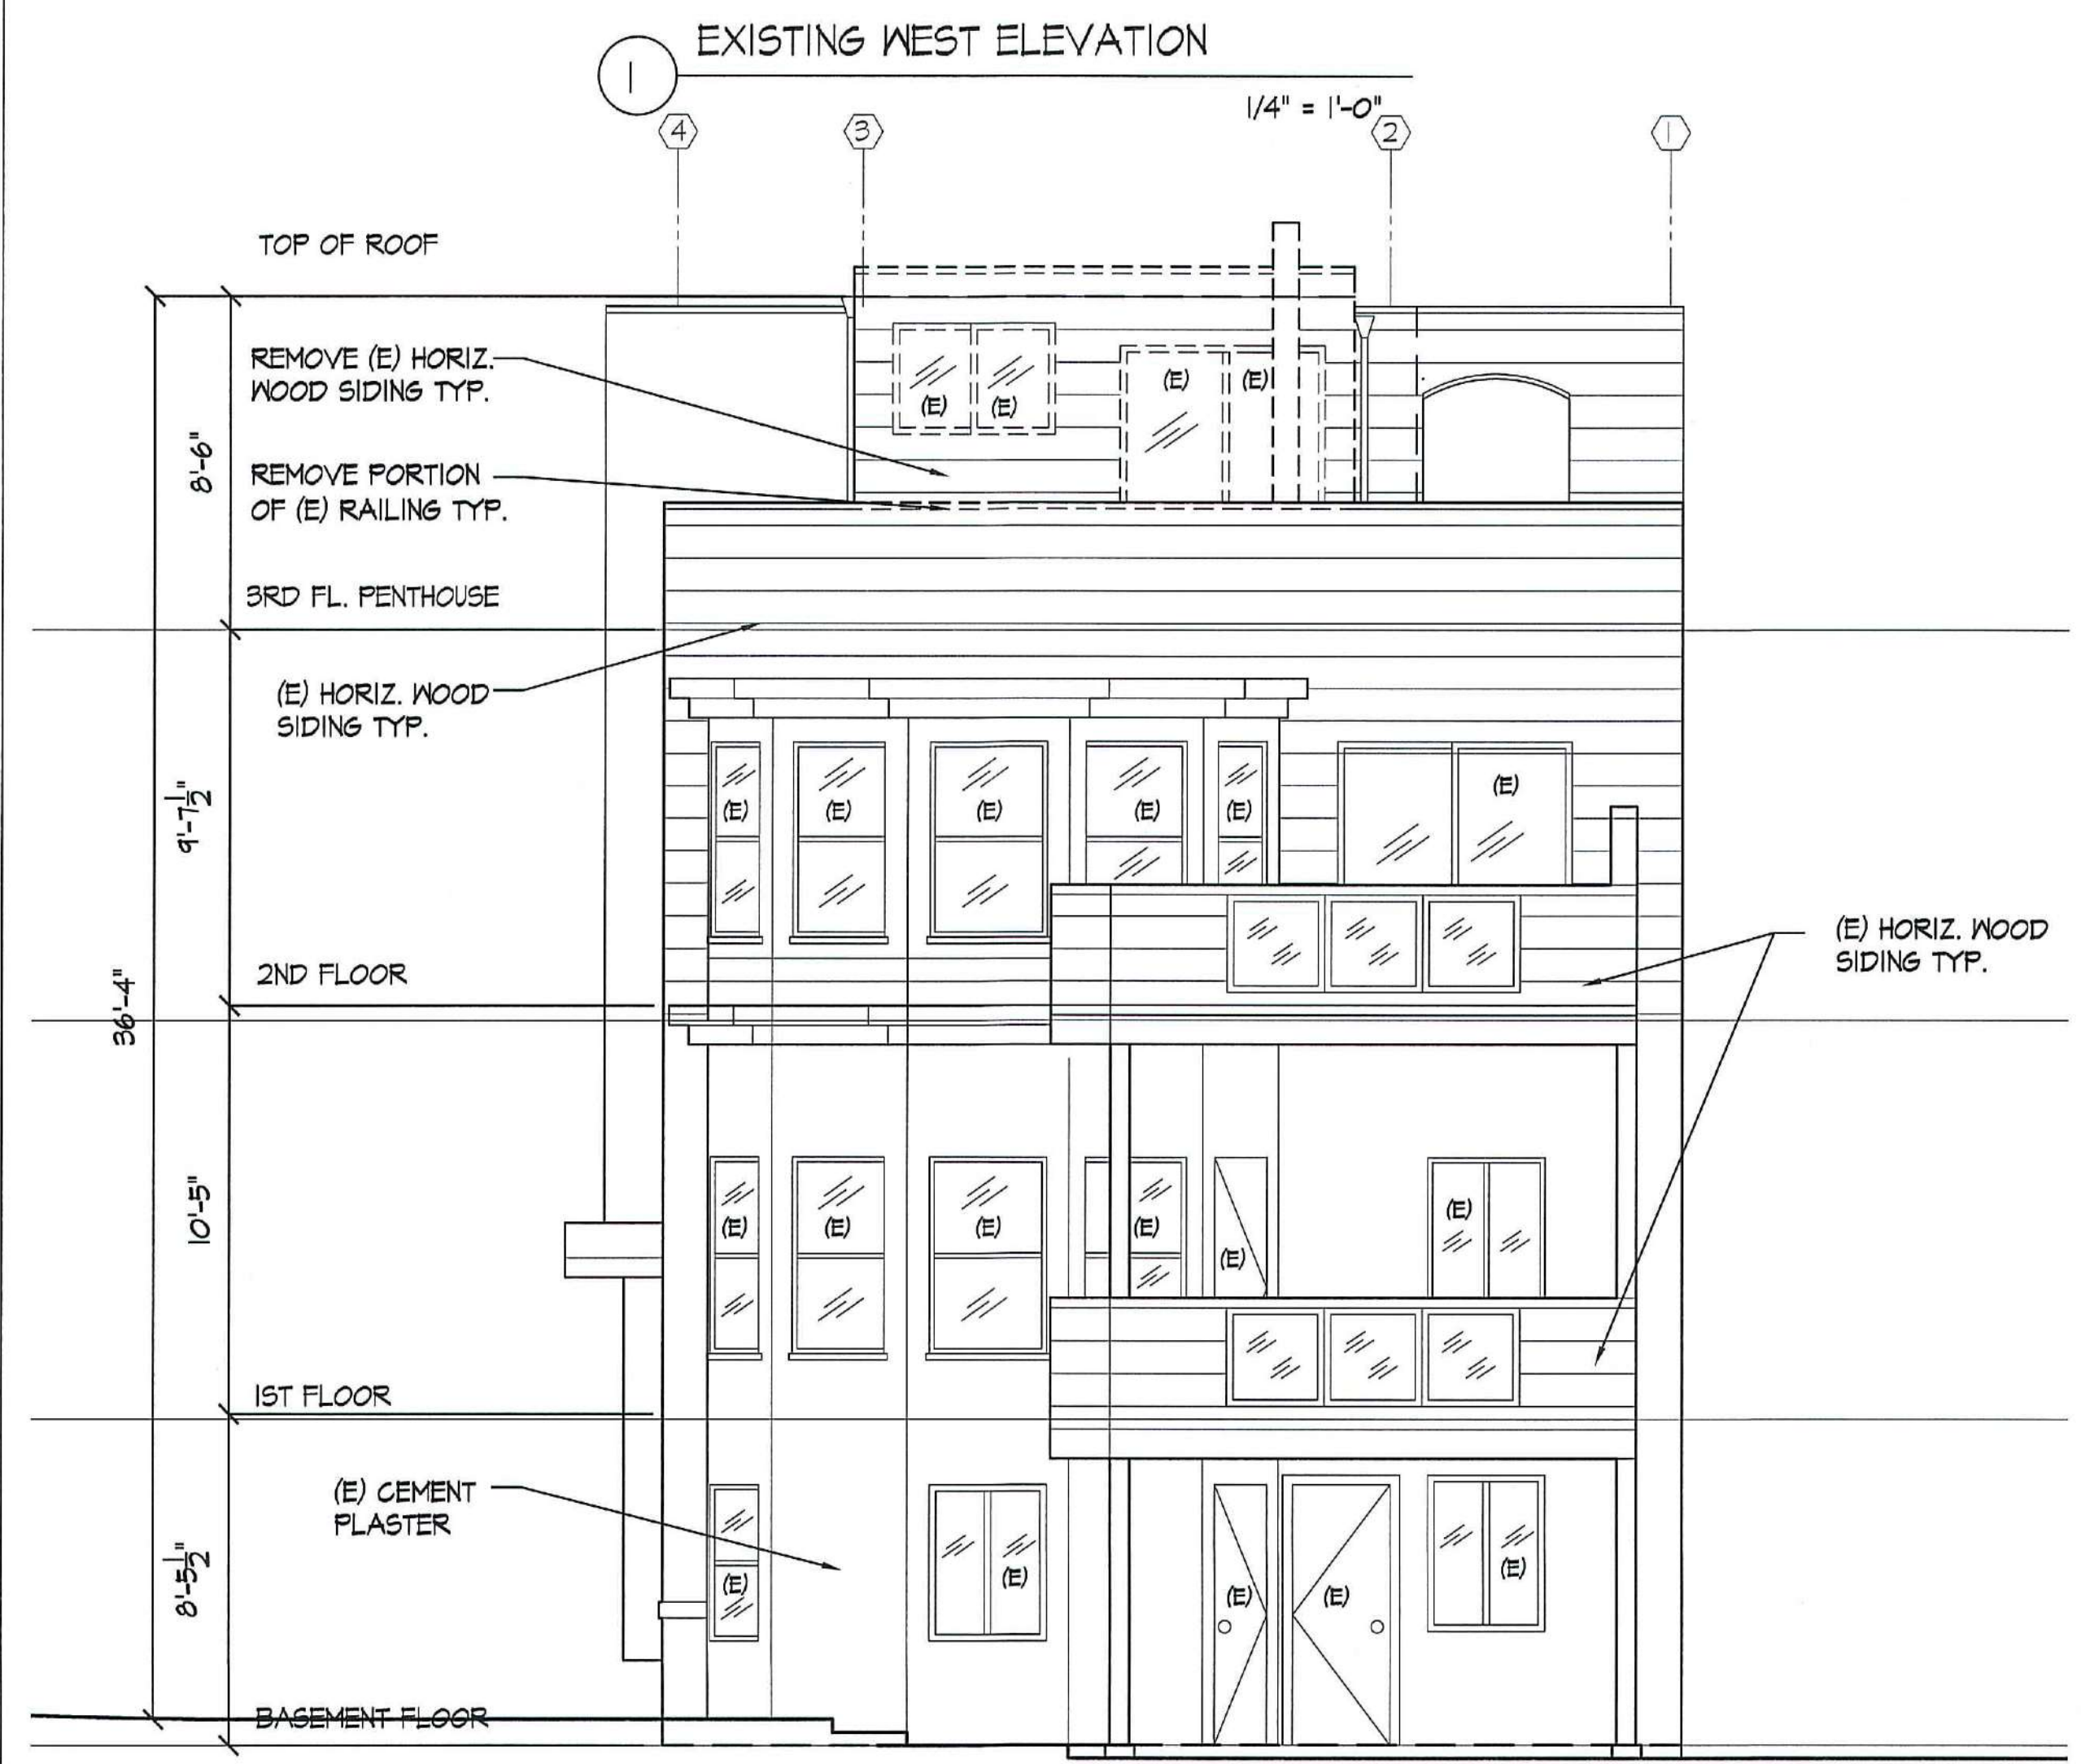 EXISTING WEST ELEVATION
1
1/4" = 1'-0"
4
3
2
1
TOP OF ROOF
REMOVE (E) HORIZ.
WOOD SIDING TYP.
8'-6"
REMOVE PORTION
OF (E) RAILING TYP.
(E)
(E)
(E)
(E)
3RD FL. PENTHOUSE
(E) HORIZ. WOOD
SIDING TYP.
9'-7 1/2"
(E)
(E)
(E)
(E)
(E)
(E)
(E) HORIZ. WOOD
SIDING TYP.
2ND FLOOR
36'-4"
10'-5"
(E)
(E)
(E)
(E)
(E)
(E)
1ST FLOOR
(E) CEMENT
PLASTER
8'-5 1/2"
(E)
(E)
(E)
(E)
(E)
BASEMENT FLOOR